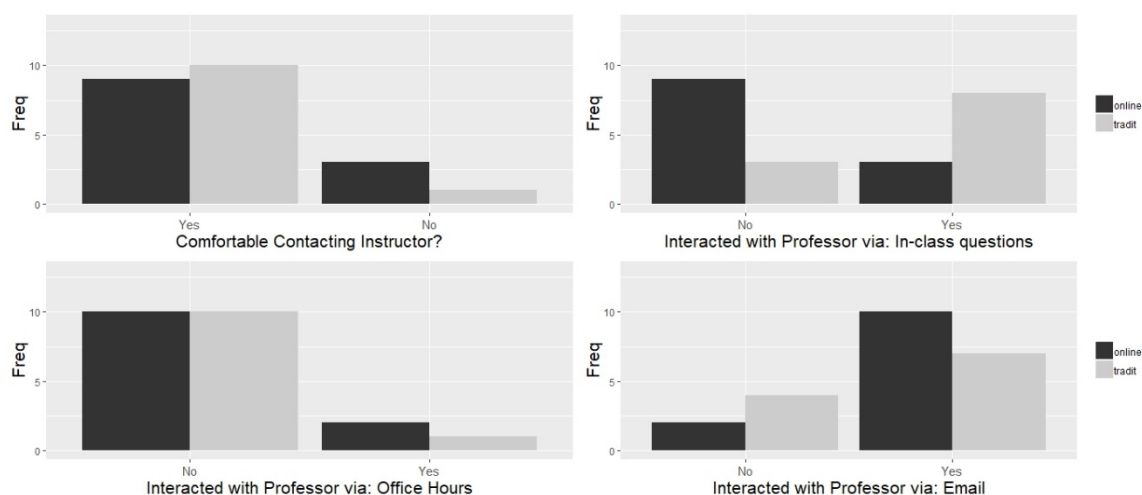 Freq
10
5
0
Yes
No
Comfortable Contacting Instructor?
10
5
0
Freq
No
Yes
Interacted with Professor via: In-class questions
online
tradit
Freq
10
5
0
No
Yes
Interacted with Professor via: Office Hours
Freq
10
5
0
No
Yes
Interacted with Professor via: Email
online
tradit